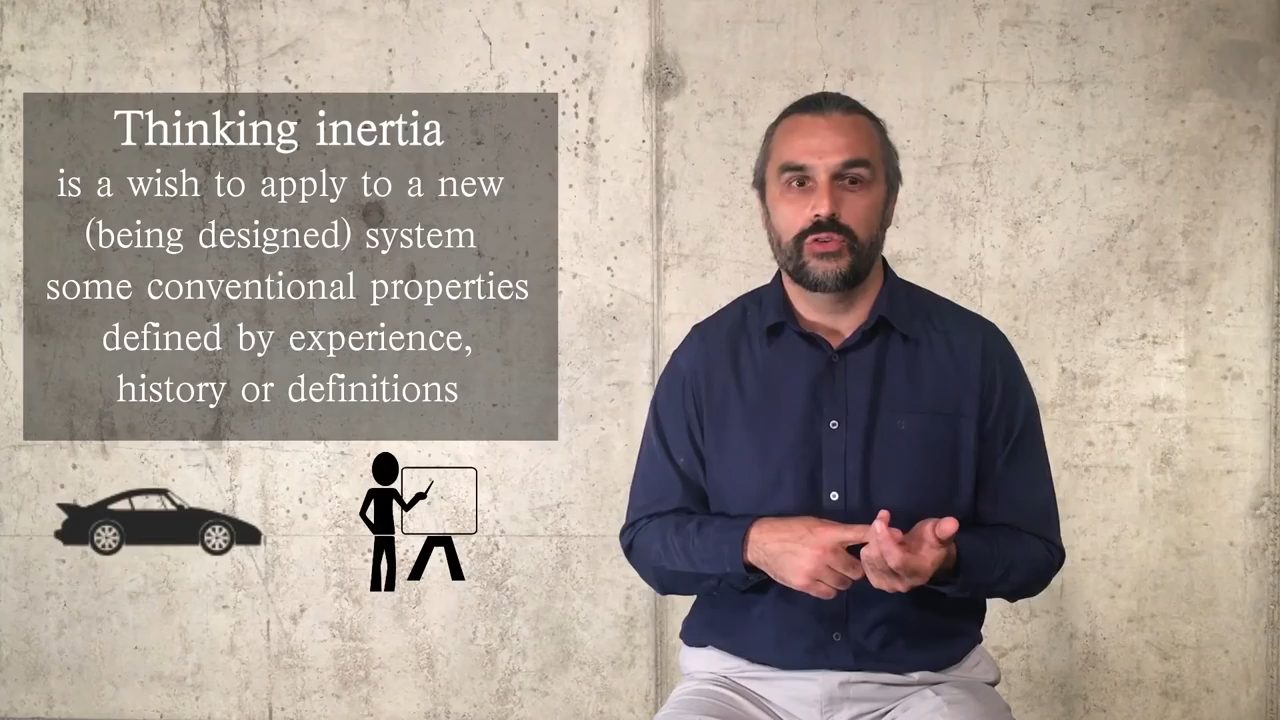 Thinking inertia
is a wish to apply to a new
(being designed) system
some conventional properties
defined by experience,
history or definitions